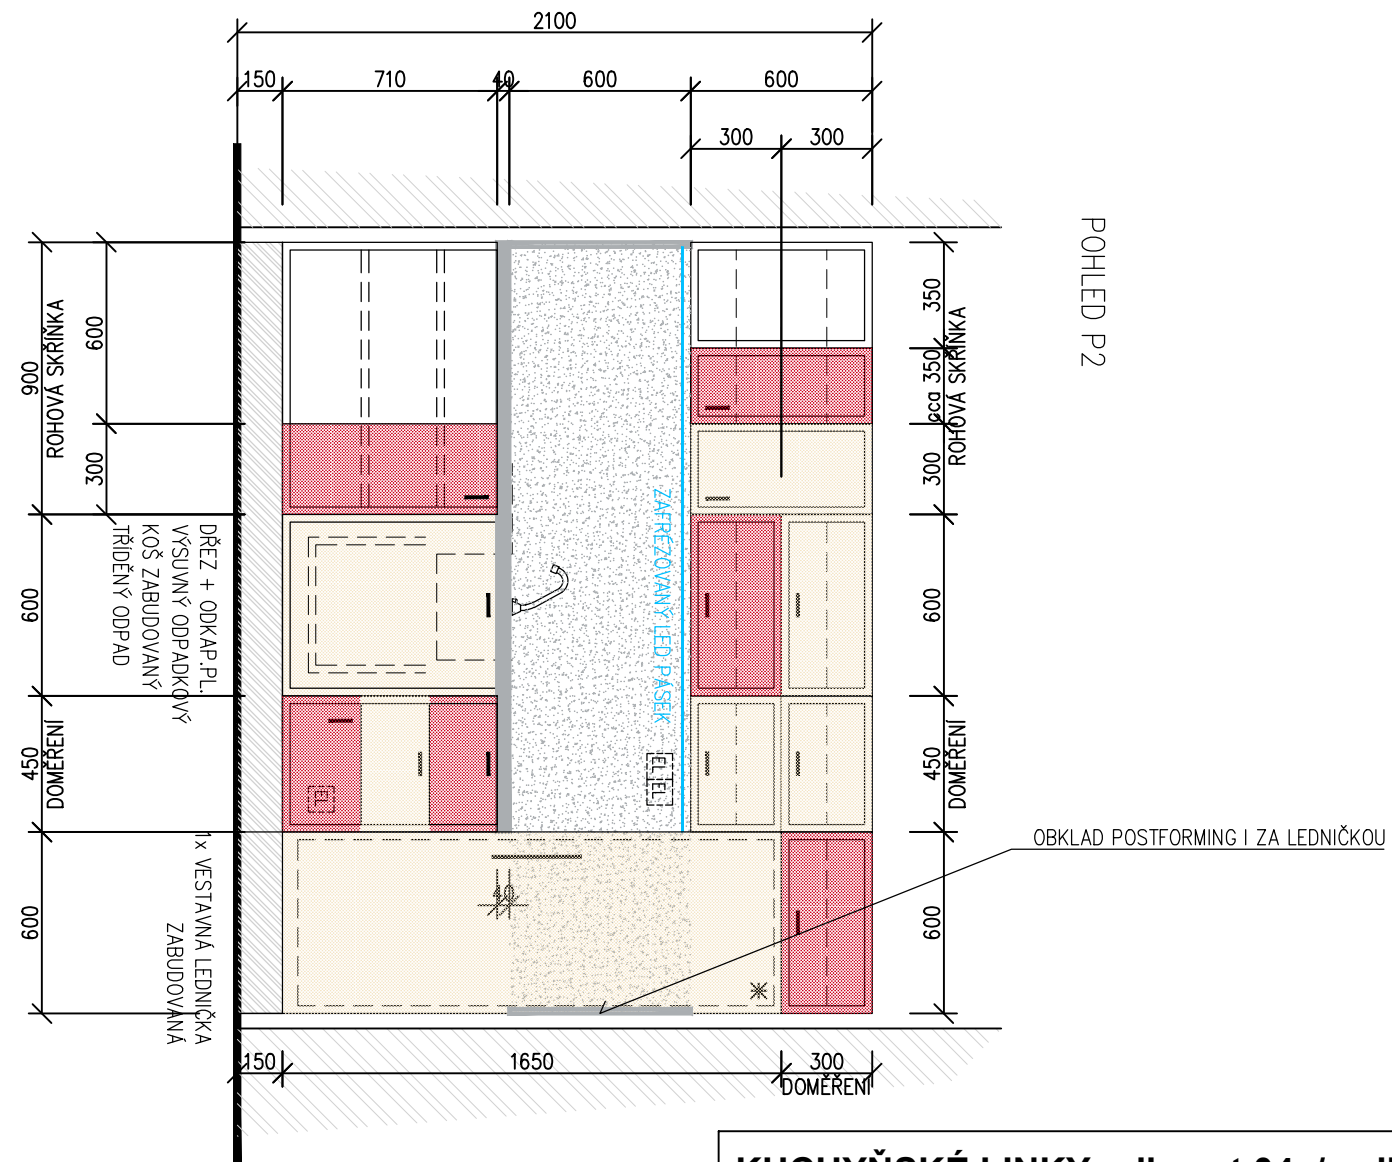 2100
150
710
40
600
600
300
300
POHLED P2
900
ROHOVÁ SKŘÍŇKA
600
300
600
DŘEZ + ODKAP.PL.
VÝSUVNÝ ODPADKOVÝ
KOŠ ZABUDOVANÝ
TŘÍDĚNÝ ODPAD
450
DOMĚŘENÍ
600
1x VESTAVNÁ LEDNIČKA
ZABUDOVANÁ
ZAFRÉZOVANÝ LED PÁSEK
EL
EL
EL
40
350
cca 350
ROHOVÁ SKŘÍŇKA
300
600
450
DOMĚŘENÍ
600
OBKLAD POSTFORMING I ZA LEDNIČKOU
150
1650
300
DOMĚŘENÍ